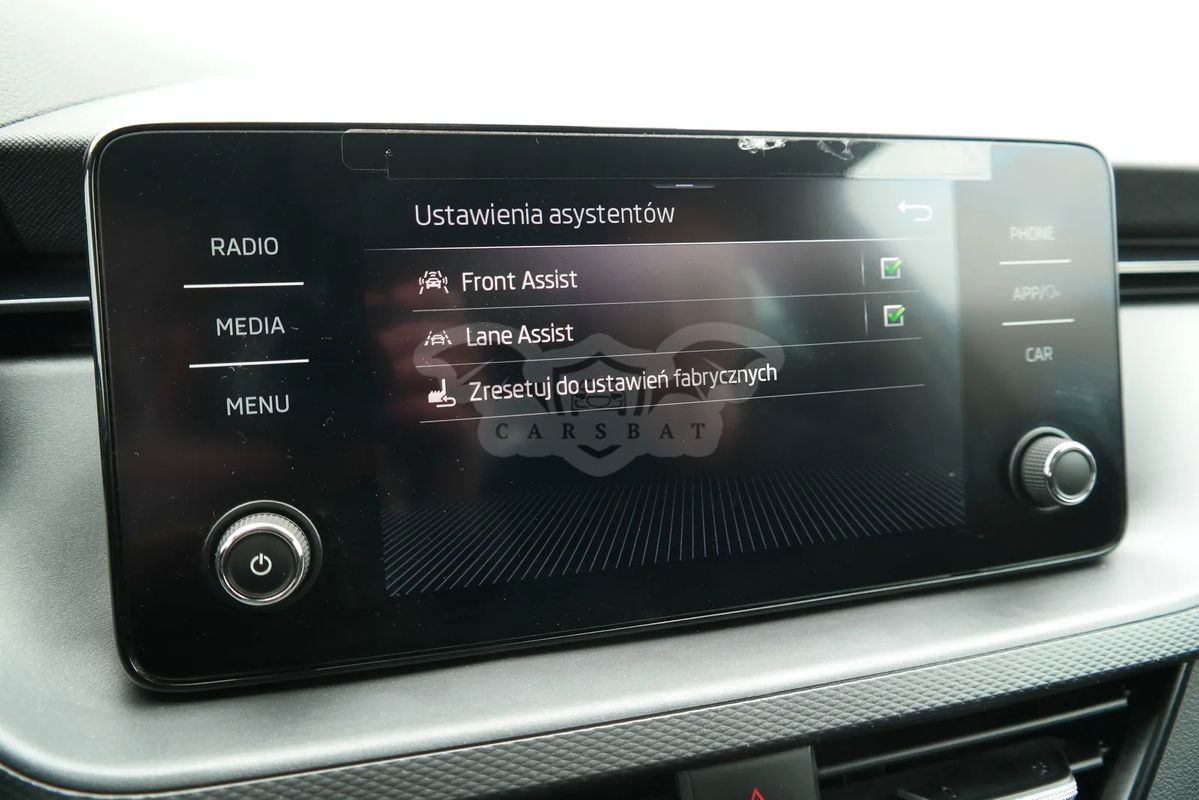 RADIO
MEDIA
MENU
Ustawienia asystentów
Front Assist
Lane Assist
Zresetuj do ustawień fabrycznych
CARSBAT
PHONE
APP/
CAR